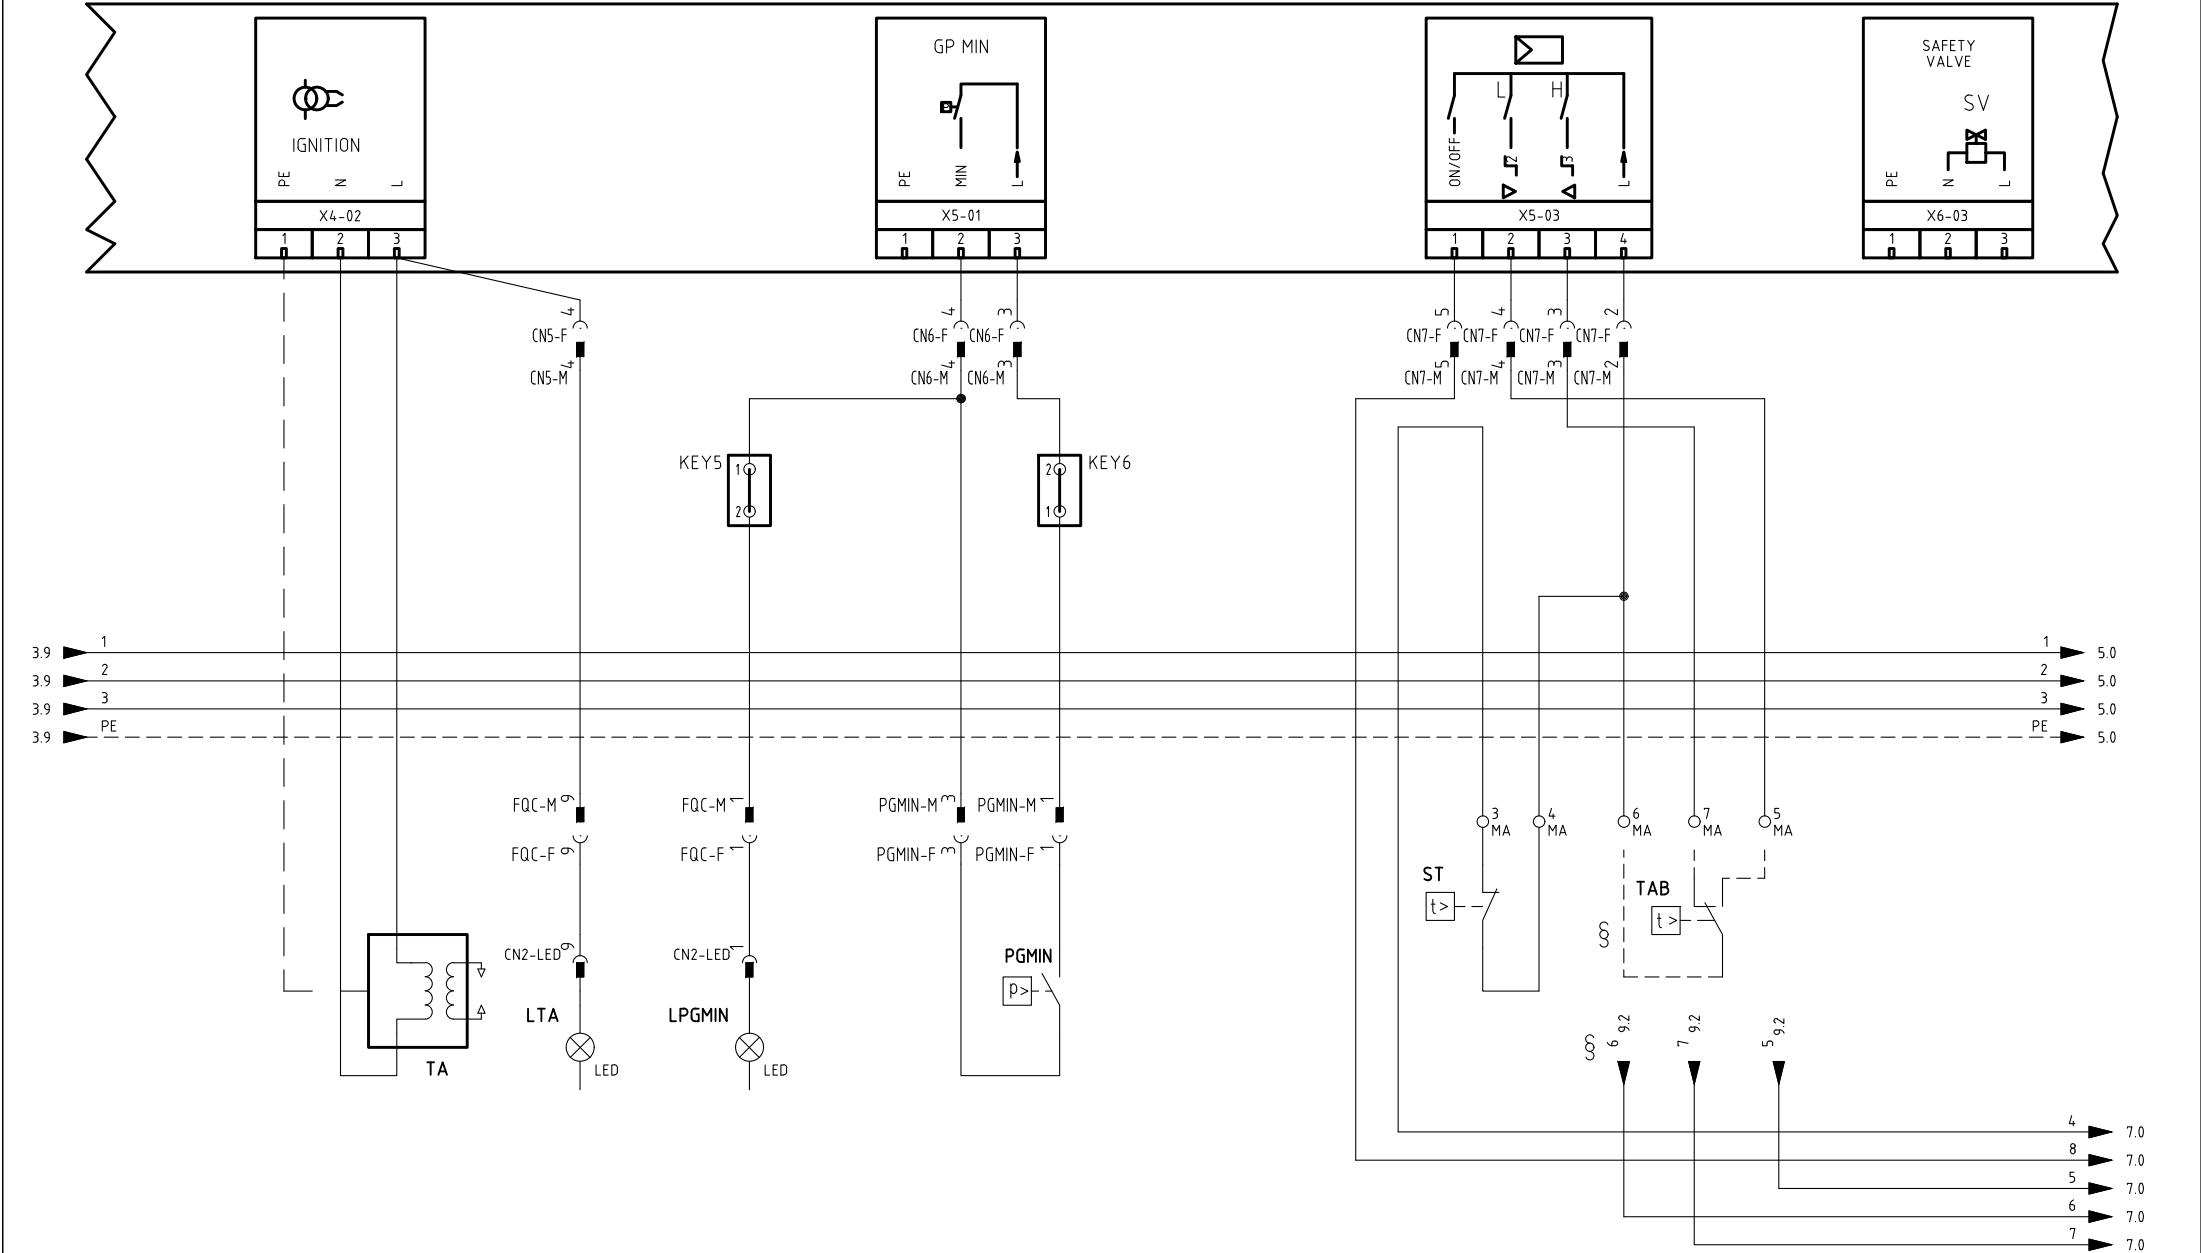 GP MIN
SAFETY
VALVE
L H
SV
IGNITION
PE N L
PE MIN L
ON/OFF 2 3 L
PE N L
X4-02 X5-01 X5-03 X6-03
1 2 3 1 2 3 1 2 3 4 1 2 3
4 4 3 5 4 3 2
CN5-F CN6-F CN6-F CN7-F CN7-F CN7-F CN7-F
4 4 3 5 4 3 2
CN5-M CN6-M CN6-M CN7-M CN7-M CN7-M CN7-M
KEY5 1 2 KEY6
2 1
3.9 1 1 5.0
3.9 2 2 5.0
3.9 3 3 5.0
3.9 PE PE 5.0
FQC-M 9 FQC-M 1 PGMIN-M 3 PGMIN-M 1
3 MA 4 MA 6 MA 7 MA 5 MA
FQC-F 9 FQC-F 1 PGMIN-F 3 PGMIN-F 1
ST
t>
TAB
t >
§
CN2-LED 9 CN2-LED 1
PGMIN
p>
LTA LPGMIN
TA LED LED
§ 6 9.2 7 9.2 5 9.2
4 7.0
8 7.0
5 7.0
6 7.0
7 7.0